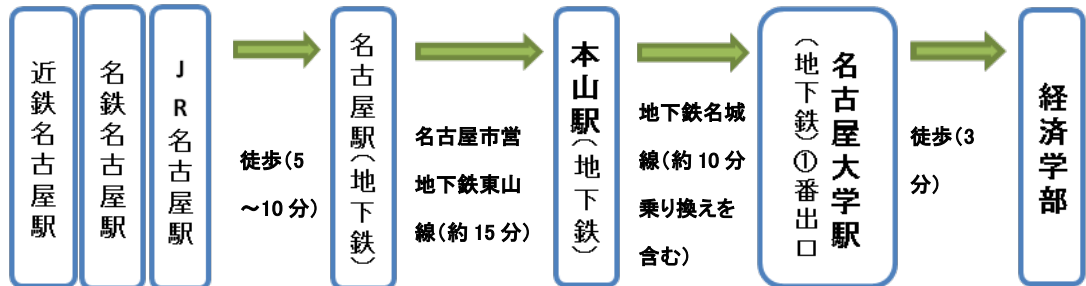 近鉄名古屋駅
名鉄名古屋駅
JR名古屋駅
徒歩(5
～10分)
名古屋駅(地下鉄)
名古屋市営
地下鉄東山
線(約15分)
本山駅(地下鉄)
地下鉄名城
線(約10分
乗り換えを
含む)
名古屋大学駅
(地下鉄)①番出口
徒歩(3
分)
経済学部